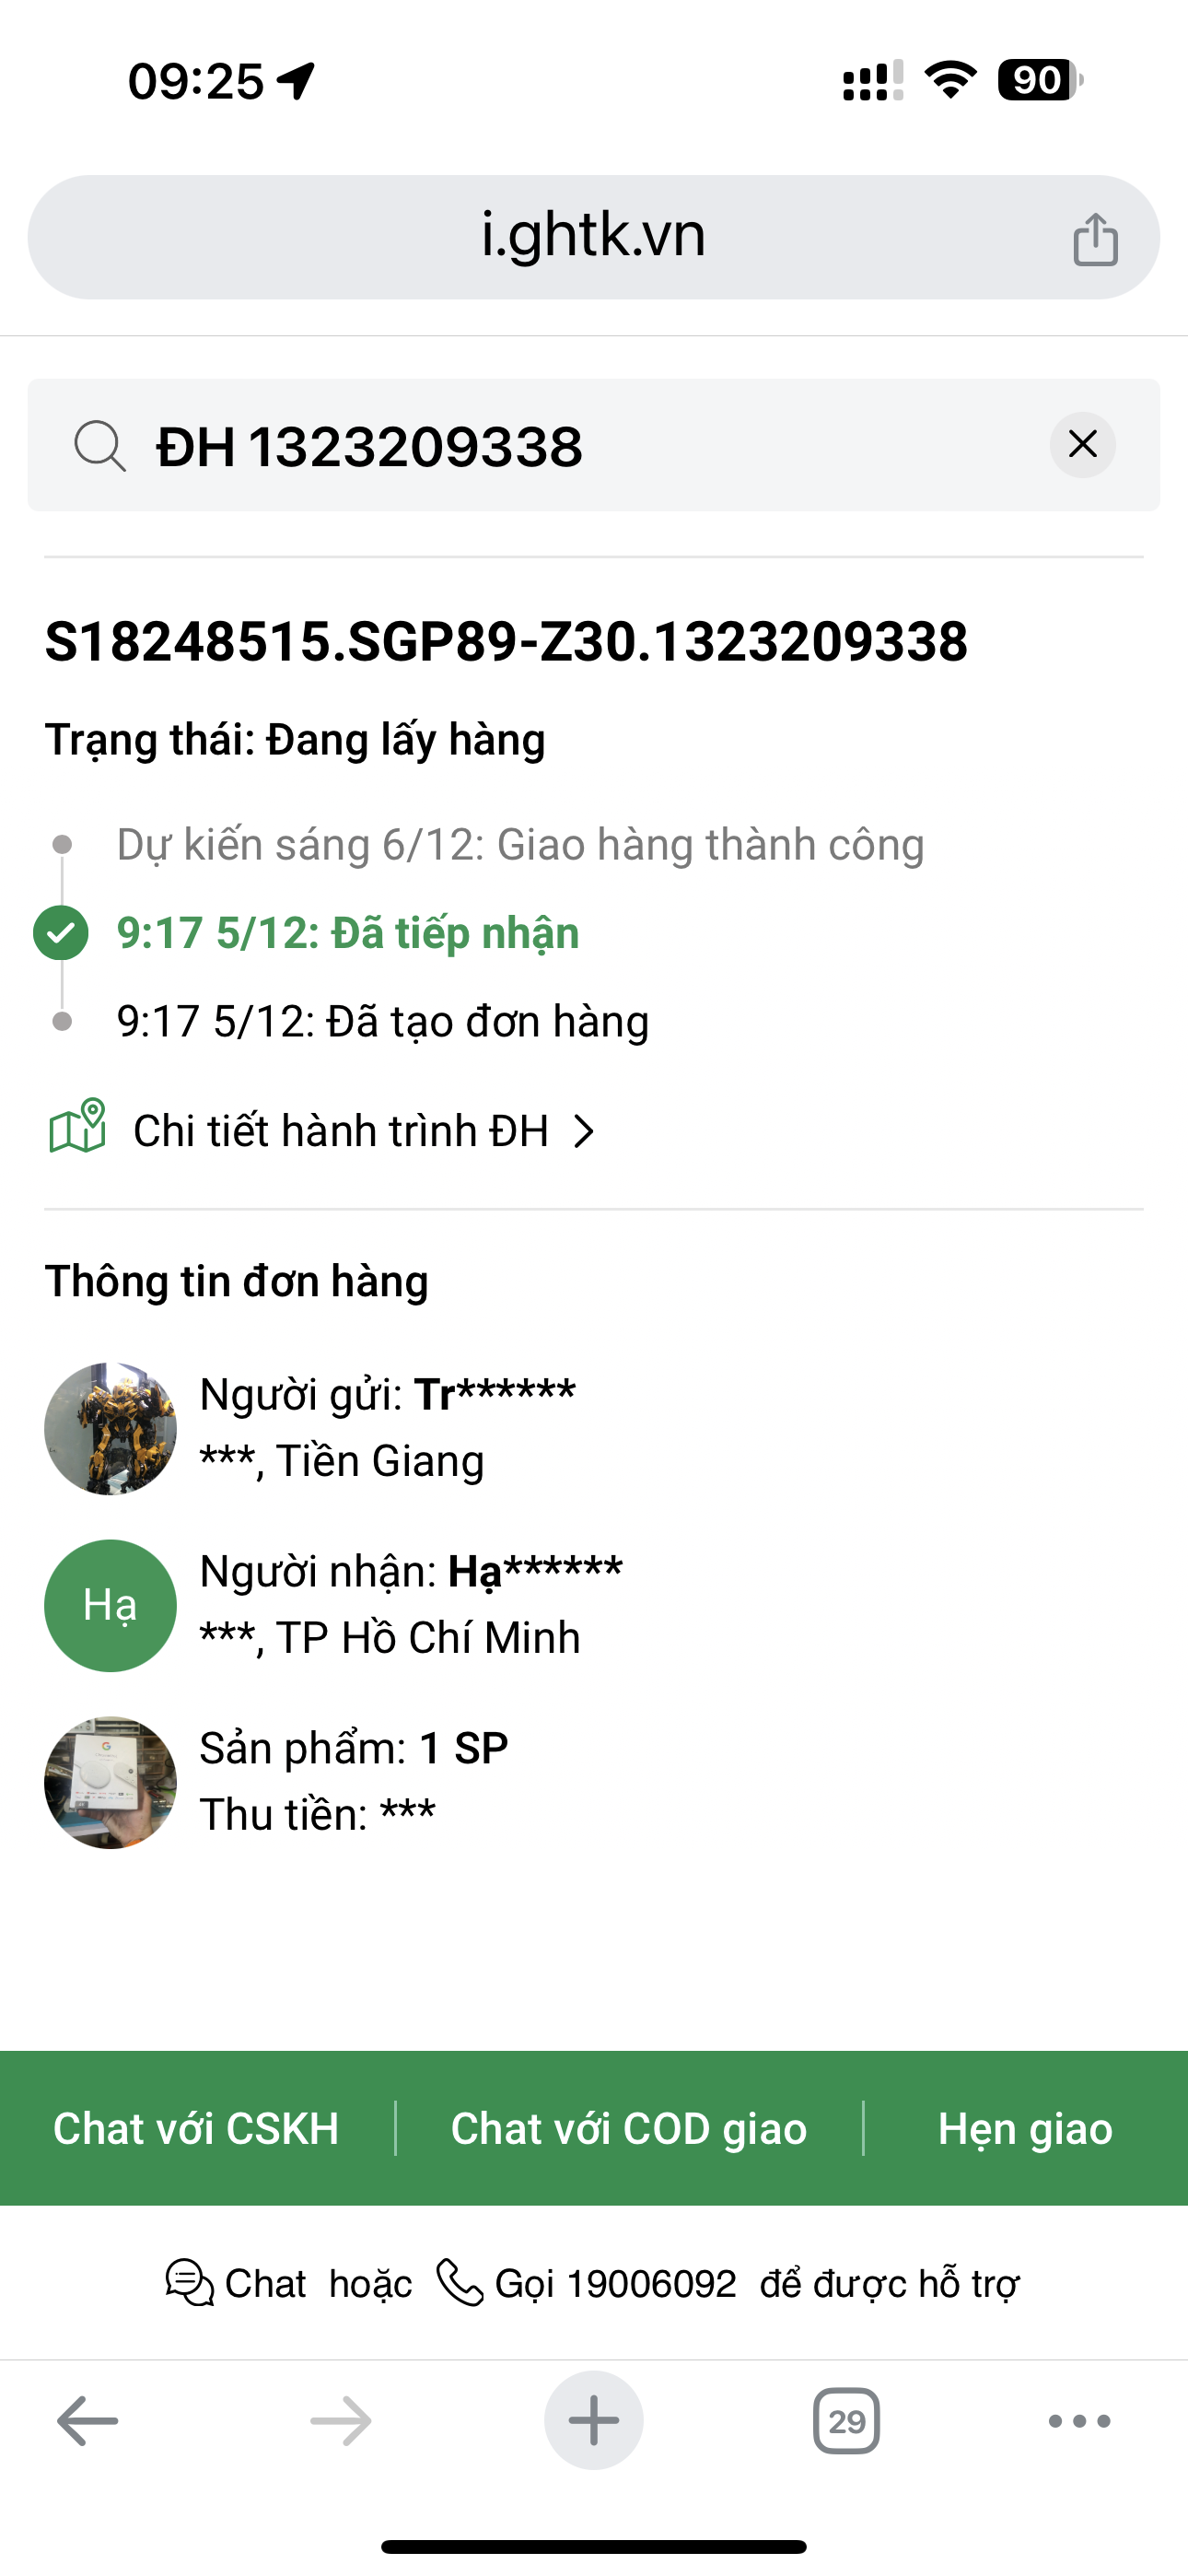 09:25
90
i.ghtk.vn
ĐH 1323209338
S18248515.SGP89-Z30.1323209338
Trạng thái: Đang lấy hàng
Dự kiến sáng 6/12: Giao hàng thành công
9:17 5/12: Đã tiếp nhận
9:17 5/12: Đã tạo đơn hàng
Chi tiết hành trình ĐH
Thông tin đơn hàng
Người gửi: Tr******
***, Tiền Giang
Hạ
Người nhận: Hạ******
***, TP Hồ Chí Minh
G
Sản phẩm: 1 SP
Thu tiền: ***
Chat với CSKH
Chat với COD giao
Hẹn giao
Chat hoặc Gọi 19006092 để được hỗ trợ
29